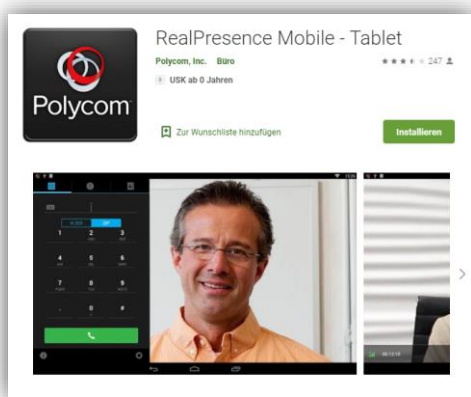 RealPresence Mobile - Tablet
Polycom, Inc. Büro
247
USK ab 0 Jahren
Polycom
Zur Wunschliste hinzufügen
Installieren
1 2 3
4 5 6
7 8 9
. 0 #